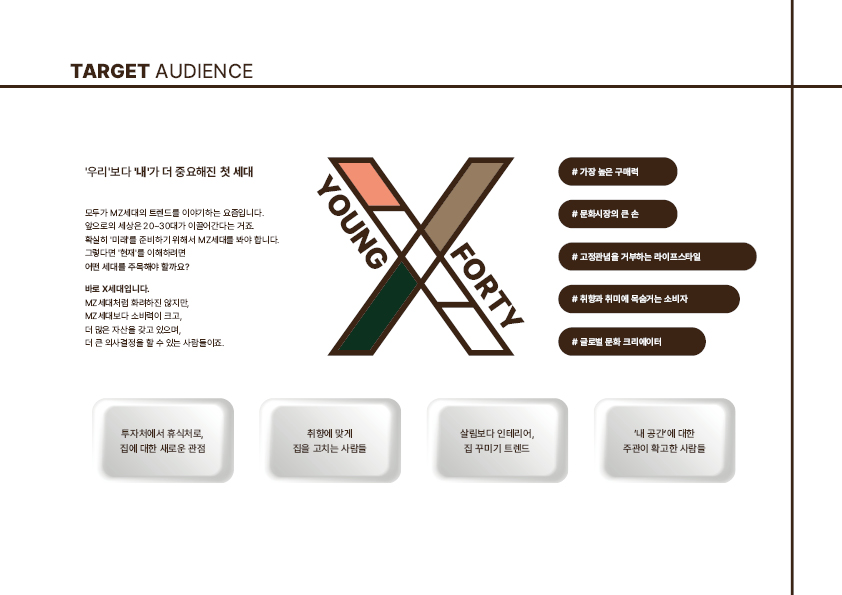 TARGET AUDIENCE
'우리'보다 '내'가 더 중요해진 첫 세대
모두가 MZ세대의 트렌드를 이야기하는 요즘입니다.
앞으로의 세상은 20-30대가 이끌어간다는 거죠.
확실히 '미래'를 준비하기 위해서 MZ세대를 봐야 합니다.
그렇다면 '현재'를 이해하려면
어떤 세대를 주목해야 할까요?
바로 X세대입니다.
MZ세대처럼 화려하진 않지만,
MZ세대보다 소비력이 크고,
더 많은 자산을 갖고 있으며,
더 큰 의사결정을 할 수 있는 사람들이죠.
YOUNG
FORTY
# 가장 높은 구매력
# 문화시장의 큰 손
# 고정관념을 거부하는 라이프스타일
# 취향과 취미에 목숨거는 소비자
# 글로벌 문화 크리에이터
투자처에서 휴식처로,
집에 대한 새로운 관점
취향에 맞게
집을 고치는 사람들
살림보다 인테리어,
집 꾸미기 트렌드
'내 공간'에 대한
주관이 확고한 사람들